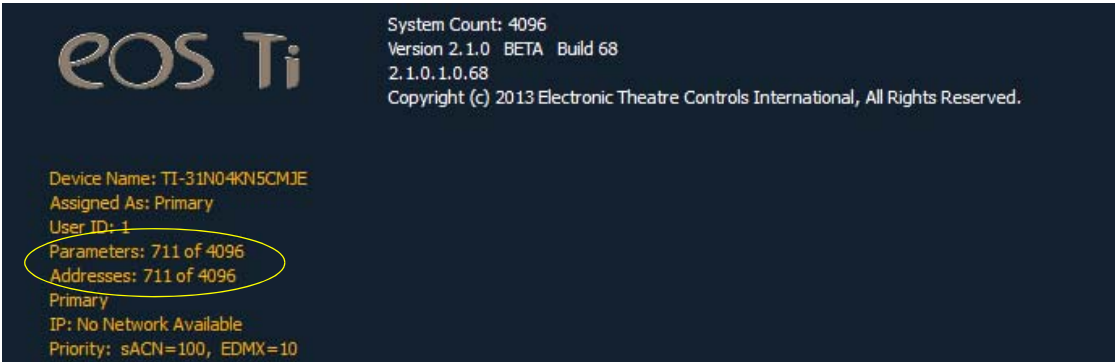 eos Ti
System Count: 4096
Version 2.1.0 BETA Build 68
2.1.0.1.0.68
Copyright (c) 2013 Electronic Theatre Controls International, All Rights Reserved.
Device Name: TI-31N04KN5CMJE
Assigned As: Primary
User ID: 1
Parameters: 711 of 4096
Addresses: 711 of 4096
Primary
IP: No Network Available
Priority: sACN=100, EDMX=10